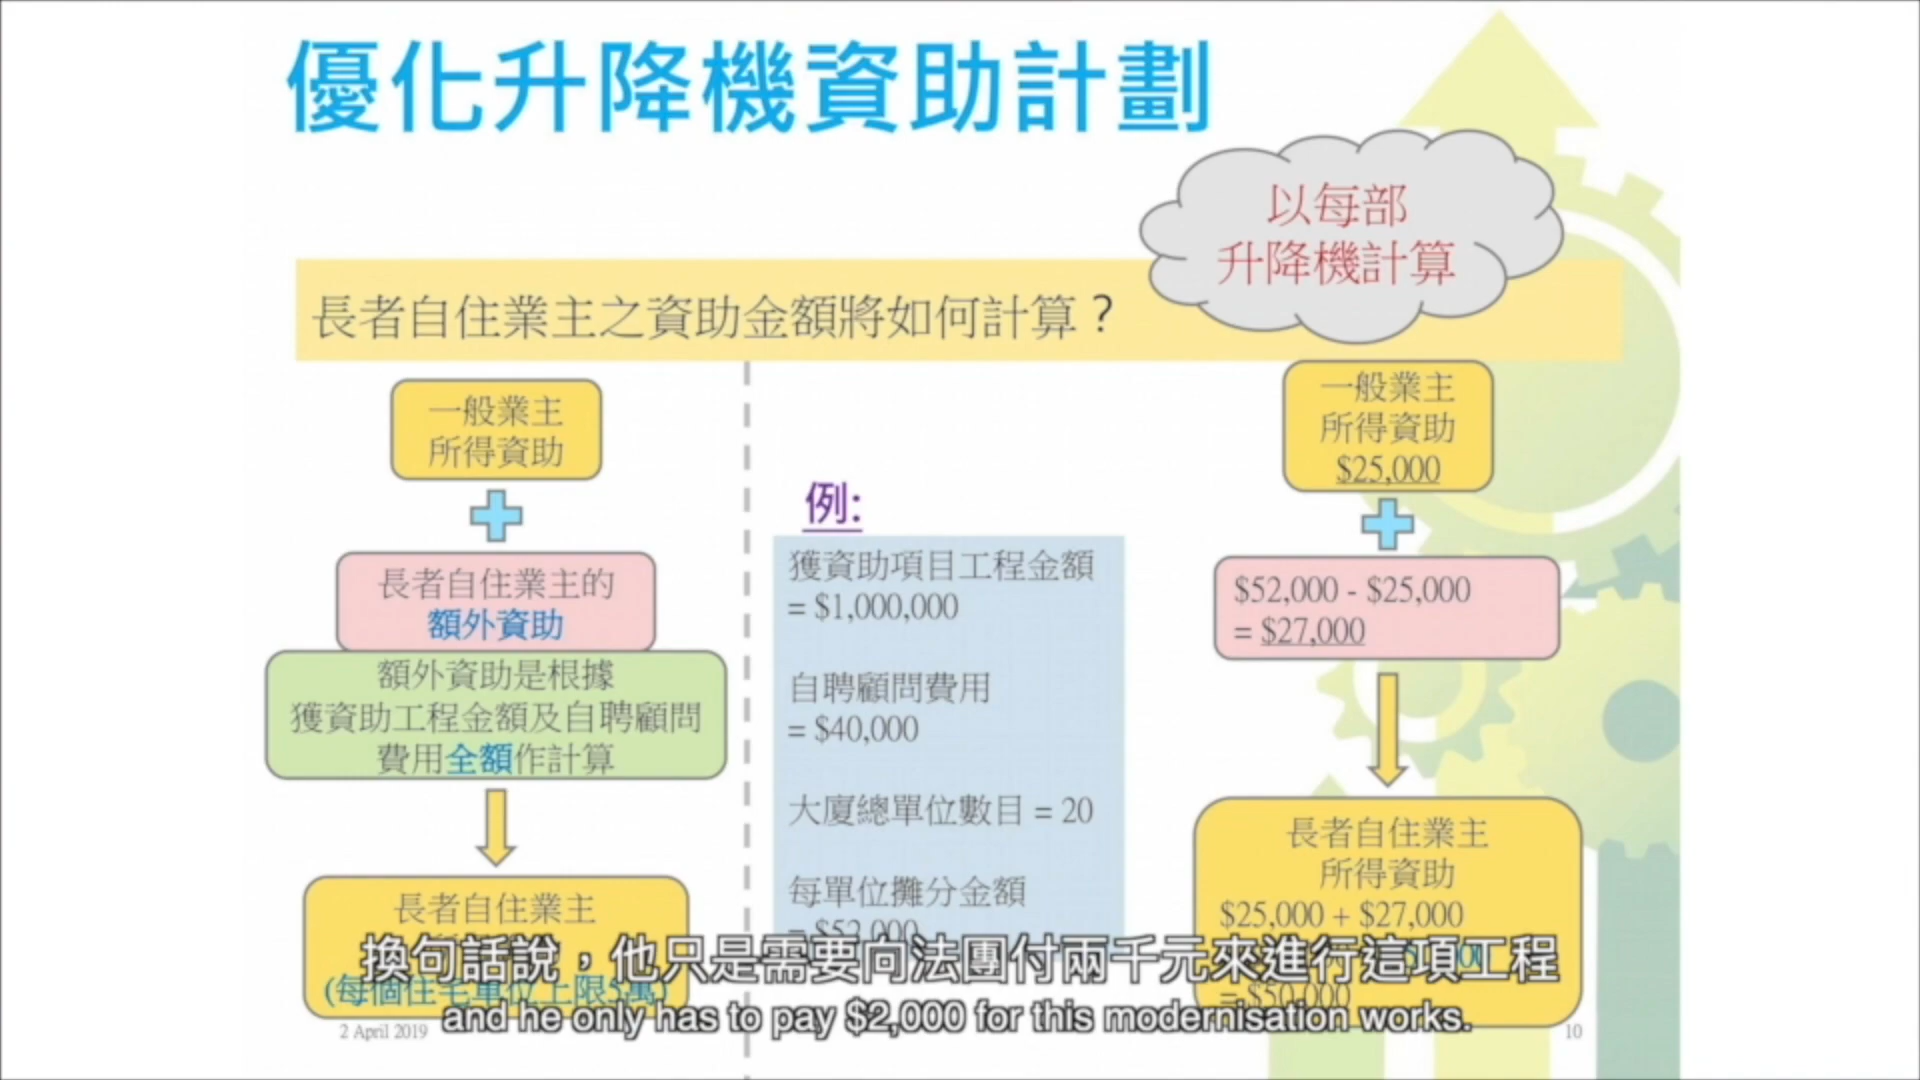 優化升降機資助計劃
以每部
升降機計算
長者自住業主之資助金額將如何計算？
一般業主
所得資助
長者自住業主的
額外資助
額外資助是根據
獲資助工程金額及自聘顧問
費用全額作計算
長者自住業主
(每個住宅單位上限5萬)
例:
獲資助項目工程金額
= $1,000,000
自聘顧問費用
= $40,000
大廈總單位數目 = 20
每單位攤分金額
= $52,000
一般業主
所得資助
$25,000
$52,000 - $25,000
= $27,000
長者自住業主
所得資助
$25,000 + $27,000
= $50,000
換句話說，他只是需要向法團付兩千元來進行這項工程
and he only has to pay $2,000 for this modernisation works.
2 April 2019
10